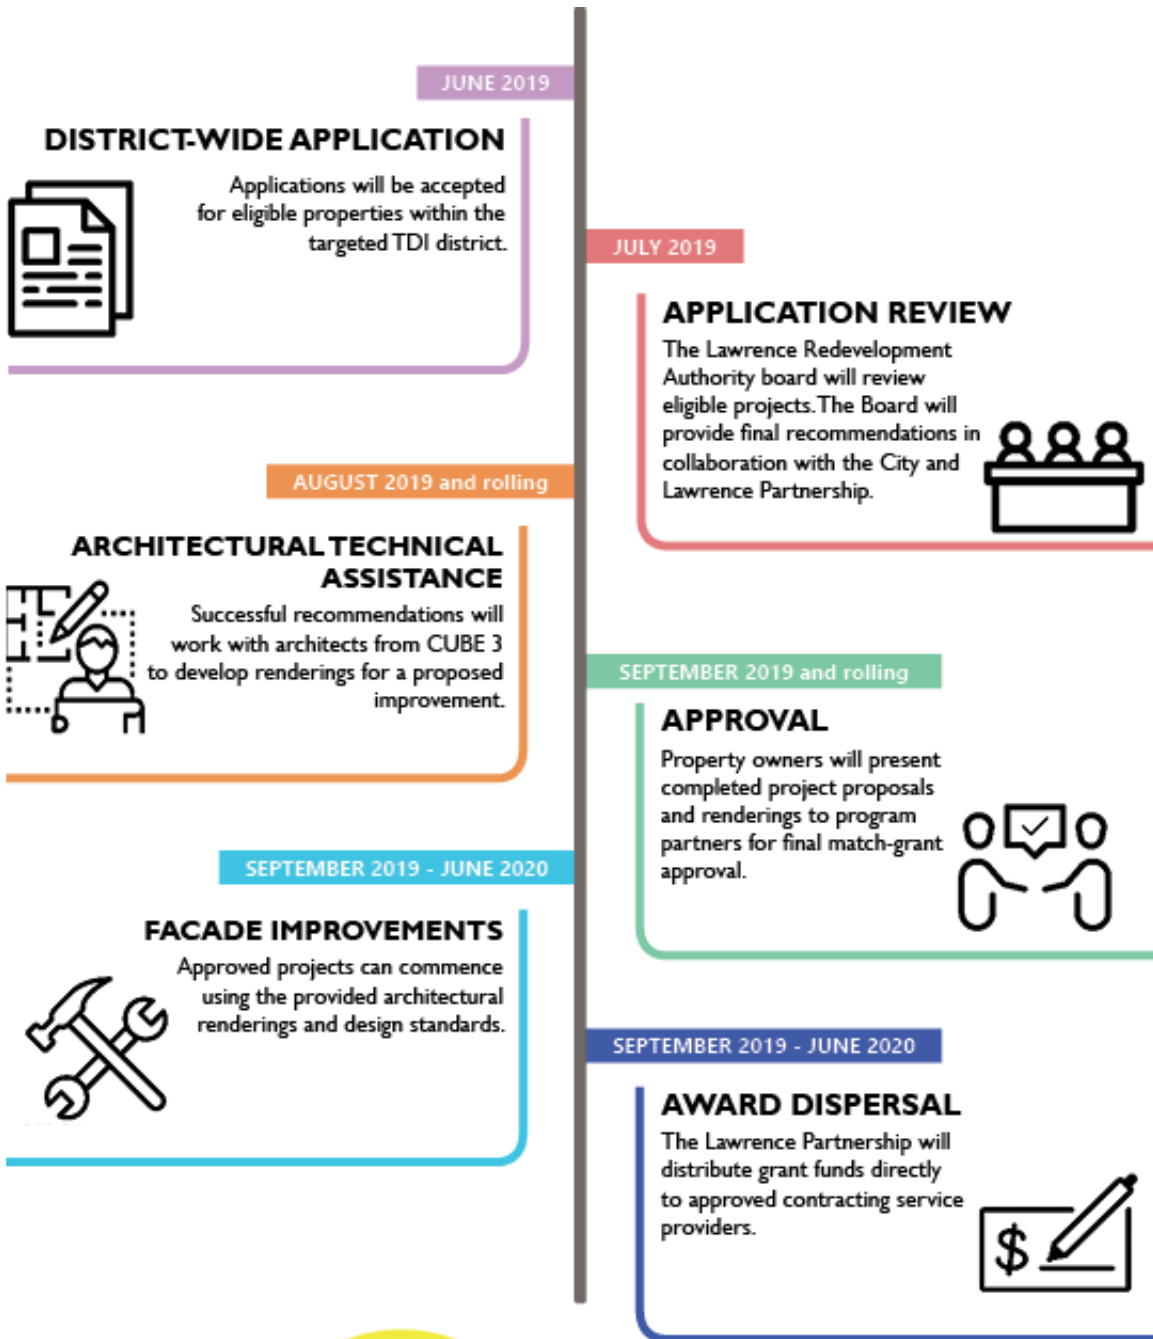 JUNE 2019
DISTRICT-WIDE APPLICATION
Applications will be accepted
for eligible properties within the
targeted TDI district.
JULY 2019
APPLICATION REVIEW
The Lawrence Redevelopment
Authority board will review
eligible projects. The Board will
provide final recommendations in
collaboration with the City and
Lawrence Partnership.
AUGUST 2019 and rolling
ARCHITECTURAL TECHNICAL
ASSISTANCE
Successful recommendations will
work with architects from CUBE 3
to develop renderings for a proposed
improvement.
SEPTEMBER 2019 and rolling
APPROVAL
Property owners will present
completed project proposals
and renderings to program
partners for final match-grant
approval.
SEPTEMBER 2019 - JUNE 2020
FACADE IMPROVEMENTS
Approved projects can commence
using the provided architectural
renderings and design standards.
SEPTEMBER 2019 - JUNE 2020
AWARD DISPERSAL
The Lawrence Partnership will
distribute grant funds directly
to approved contracting service
providers.
$